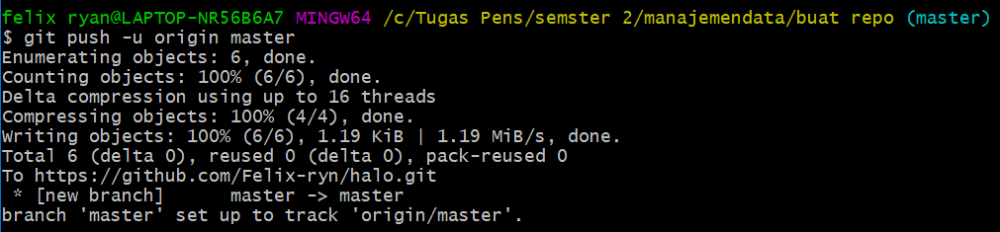 felix ryan@LAPTOP-NR56B6A7 MINGW64 /c/Tugas Pens/semster 2/manajemendata/buat repo (master)
$ git push -u origin master
Enumerating objects: 6, done.
Counting objects: 100% (6/6), done.
Delta compression using up to 16 threads
Compressing objects: 100% (4/4), done.
Writing objects: 100% (6/6), 1.19 KiB | 1.19 MiB/s, done.
Total 6 (delta 0), reused 0 (delta 0), pack-reused 0
To https://github.com/Felix-ryn/halo.git
 * [new branch]      master -> master
branch 'master' set up to track 'origin/master'.